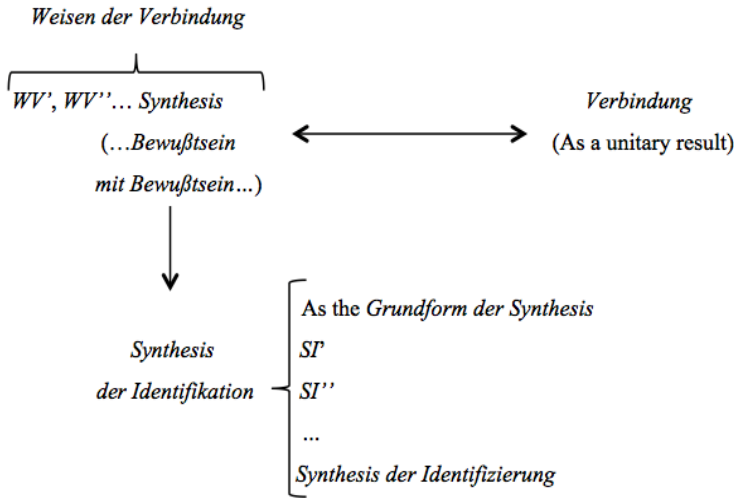 Weisen der Verbindung
WV’, WV’’… Synthesis
(…Bewußtsein
mit Bewußtsein…)
Verbindung
(As a unitary result)
Synthesis
der Identifikation
As the Grundform der Synthesis
SI’
SI’’
...
Synthesis der Identifizierung